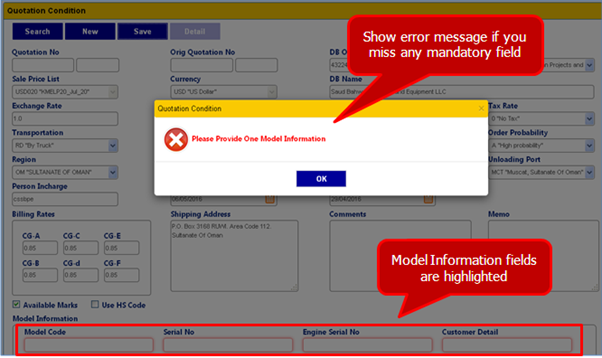 Quotation Condition
Search New Save Detail
Show error message if you miss any mandatory field
Quotation No Orig Quotation No
43224 n Projects and
Sale Price List Currency DB Name
USD020 "KMELF20_Jul_20" USD "US Dollar" Saud Bahwan and Equipment LLC
Exchange Rate Tax Rate
1.0 0 "No Tax"
Quotation Condition ×
Please Provide One Model Information
OK
Transportation Order Probability
RD "By Truck" A "High probability"
Region Unloading Port
OM "SULTANATE OF OMAN" MCT "Muscat, Sultanate Of Oman"
Person Incharge
csstipe 06/05/2016 29/04/2016
Billing Rates Shipping Address Comments Memo
CG-A CG-C CG-E
0.85 0.85 0.85
CG-B CG-d CG-F
0.85 0.85 0.85
P.O. Box 3168 RUWI. Area Code 112.
Sultanate Of Oman
Model Information fields are highlighted
Available Marks Use HS Code
Model Information
Model Code Serial No Engine Serial No Customer Detail